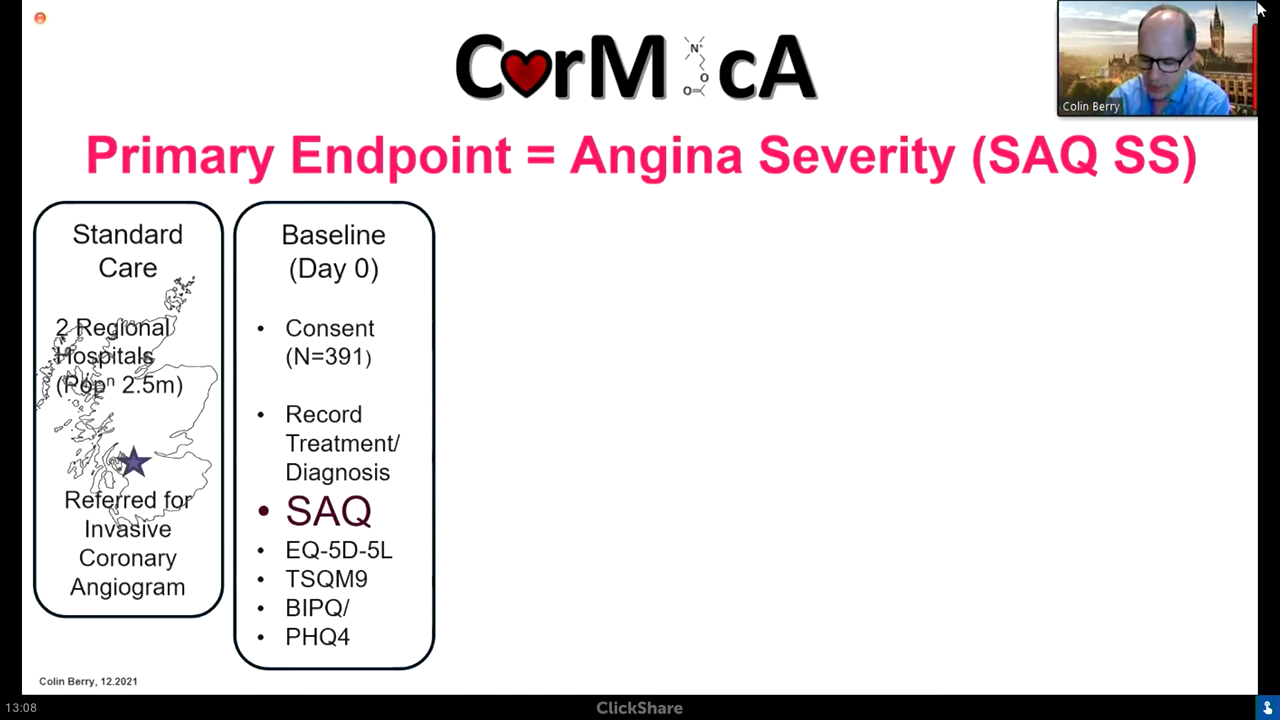 CorMicA
N+
O
O
Colin Berry
Primary Endpoint = Angina Severity (SAQ SS)
Standard
Care
2 Regional
Hospitals
(Popⁿ 2.5m)
Referred for
Invasive
Coronary
Angiogram
Baseline
(Day 0)
• Consent
(N=391)
• Record
Treatment/
Diagnosis
• SAQ
• EQ-5D-5L
• TSQM9
• BIPQ/
• PHQ4
Colin Berry, 12.2021
13:08
ClickShare